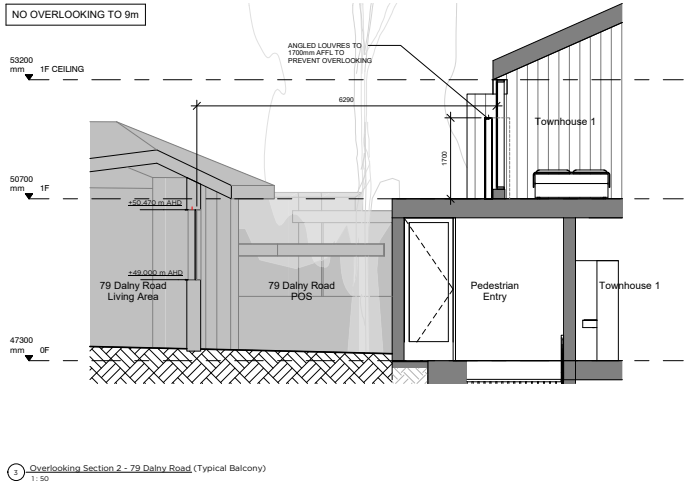 NO OVERLOOKING TO 9m
ANGLED LOUVRES TO
1700mm AFFL TO
PREVENT OVERLOOKING
53200
mm 1F CEILING
6290
Townhouse 1
1700
50700
mm 1F
+50.470 m AHD
+49.000 m AHD
79 Dalny Road
Living Area
79 Dalny Road
POS
Pedestrian
Entry
Townhouse 1
47300
mm 0F
3 Overlooking Section 2 - 79 Dalny Road (Typical Balcony)
1 : 50